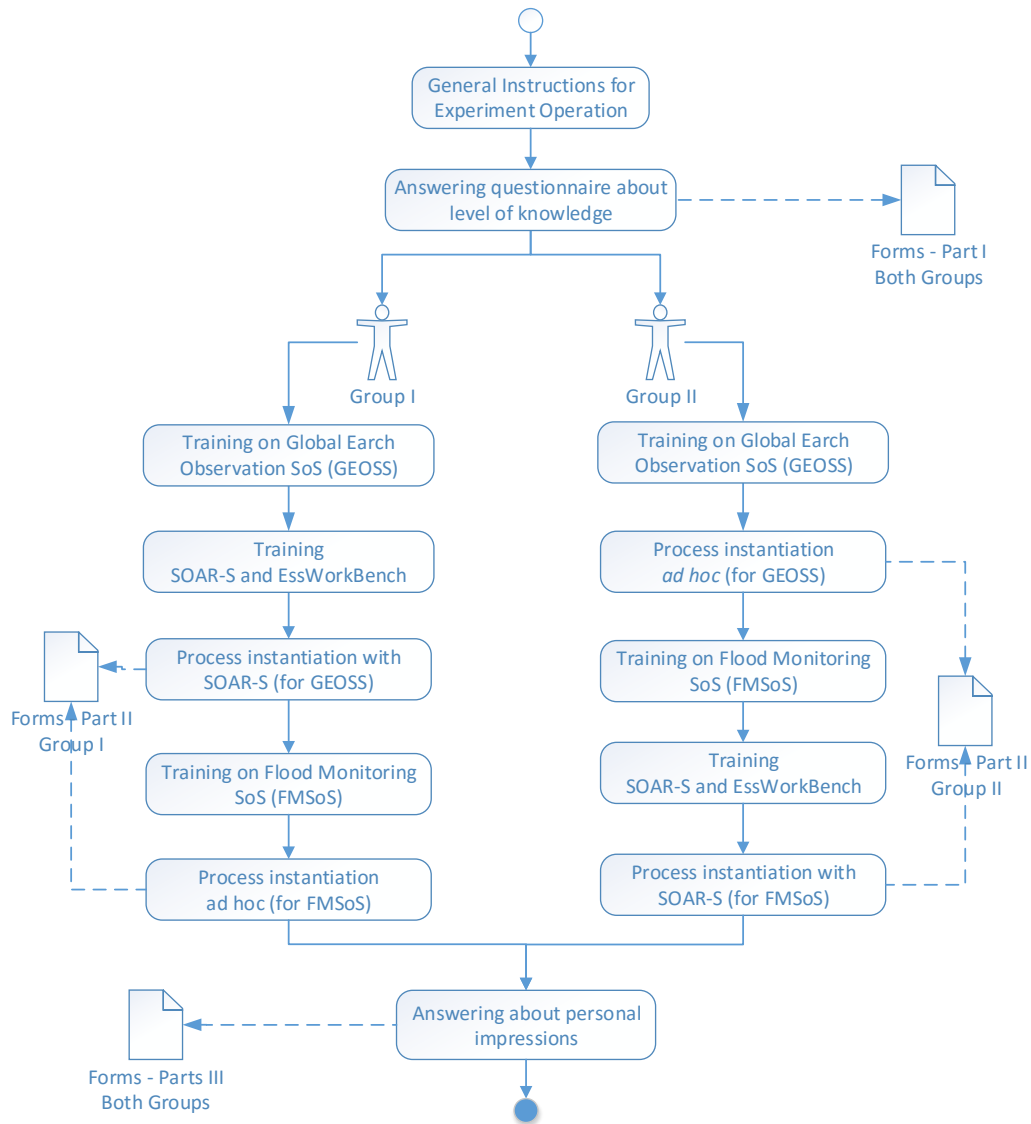 General Instructions for
Experiment Operation
Answering questionnaire about
level of knowledge
Forms - Part I
Both Groups
Group I
Group II
Training on Global Earch
Observation SoS (GEOSS)
Training
SOAR-S and EssWorkBench
Process instantiation with
SOAR-S (for GEOSS)
Forms - Part II
Group I
Training on Flood Monitoring
SoS (FMSoS)
Process instantiation
ad hoc (for FMSoS)
Training on Global Earch
Observation SoS (GEOSS)
Process instantiation
ad hoc (for GEOSS)
Training on Flood Monitoring
SoS (FMSoS)
Forms - Part II
Group II
Training
SOAR-S and EssWorkBench
Process instantiation with
SOAR-S (for FMSoS)
Answering about personal
impressions
Forms - Parts III
Both Groups